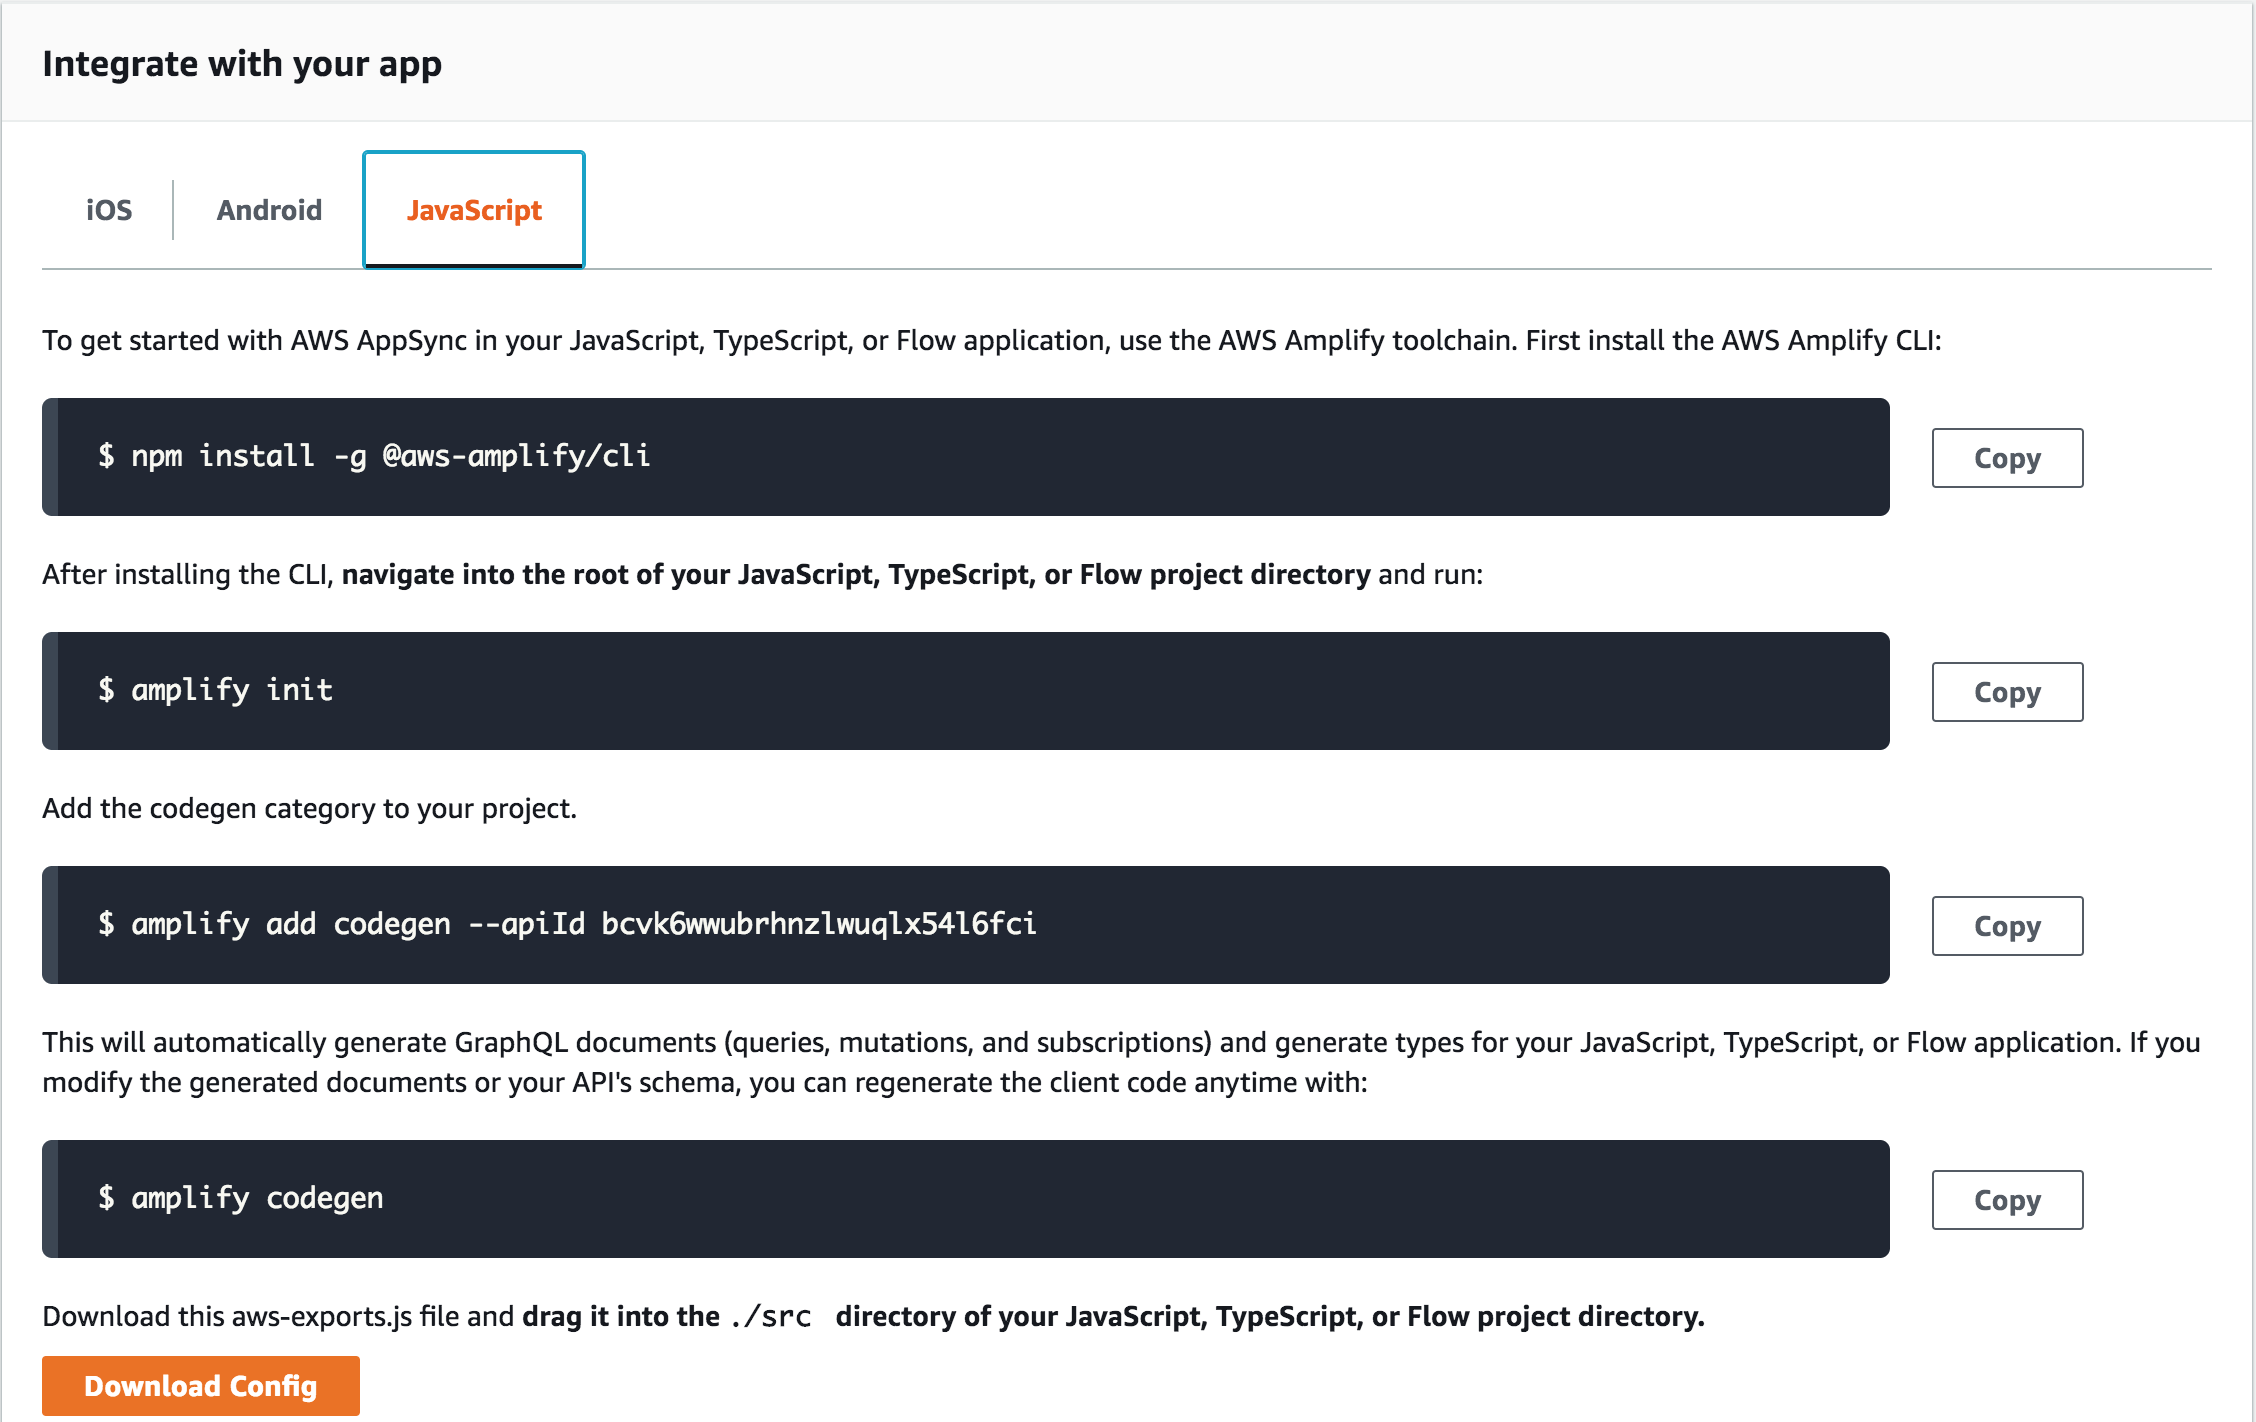 Integrate with your app
iOS
Android
JavaScript
To get started with AWS AppSync in your JavaScript, TypeScript, or Flow application, use the AWS Amplify toolchain. First install the AWS Amplify CLI:
$ npm install -g @aws-amplify/cli
Copy
After installing the CLI, navigate into the root of your JavaScript, TypeScript, or Flow project directory and run:
$ amplify init
Copy
Add the codegen category to your project.
$ amplify add codegen --apiId bcvk6wwubrhnzlwuqlx54l6fci
Copy
This will automatically generate GraphQL documents (queries, mutations, and subscriptions) and generate types for your JavaScript, TypeScript, or Flow application. If you
modify the generated documents or your API's schema, you can regenerate the client code anytime with:
$ amplify codegen
Copy
Download this aws-exports.js file and drag it into the ./src directory of your JavaScript, TypeScript, or Flow project directory.
Download Config